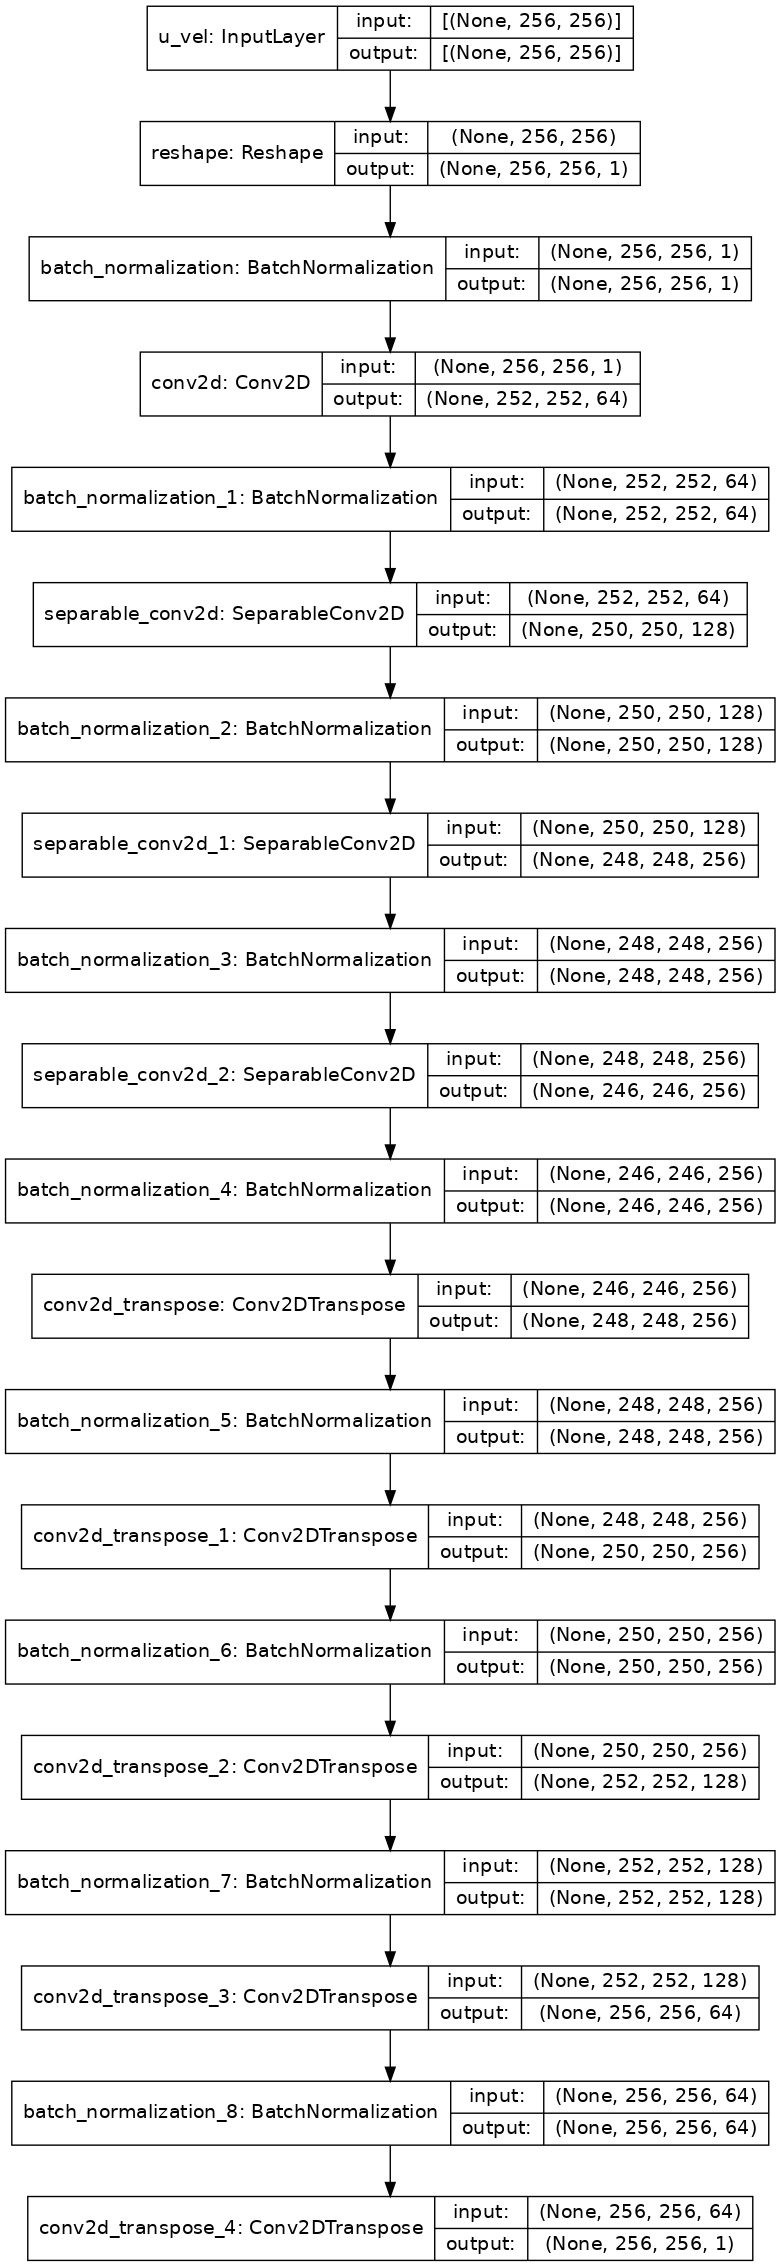 u_vel: InputLayer input: [(None, 256, 256)]
output: [(None, 256, 256)]
reshape: Reshape input: (None, 256, 256)
output: (None, 256, 256, 1)
batch_normalization: BatchNormalization input: (None, 256, 256, 1)
output: (None, 256, 256, 1)
conv2d: Conv2D input: (None, 256, 256, 1)
output: (None, 252, 252, 64)
batch_normalization_1: BatchNormalization input: (None, 252, 252, 64)
output: (None, 252, 252, 64)
separable_conv2d: SeparableConv2D input: (None, 252, 252, 64)
output: (None, 250, 250, 128)
batch_normalization_2: BatchNormalization input: (None, 250, 250, 128)
output: (None, 250, 250, 128)
separable_conv2d_1: SeparableConv2D input: (None, 250, 250, 128)
output: (None, 248, 248, 256)
batch_normalization_3: BatchNormalization input: (None, 248, 248, 256)
output: (None, 248, 248, 256)
separable_conv2d_2: SeparableConv2D input: (None, 248, 248, 256)
output: (None, 246, 246, 256)
batch_normalization_4: BatchNormalization input: (None, 246, 246, 256)
output: (None, 246, 246, 256)
conv2d_transpose: Conv2DTranspose input: (None, 246, 246, 256)
output: (None, 248, 248, 256)
batch_normalization_5: BatchNormalization input: (None, 248, 248, 256)
output: (None, 248, 248, 256)
conv2d_transpose_1: Conv2DTranspose input: (None, 248, 248, 256)
output: (None, 250, 250, 256)
batch_normalization_6: BatchNormalization input: (None, 250, 250, 256)
output: (None, 250, 250, 256)
conv2d_transpose_2: Conv2DTranspose input: (None, 250, 250, 256)
output: (None, 252, 252, 128)
batch_normalization_7: BatchNormalization input: (None, 252, 252, 128)
output: (None, 252, 252, 128)
conv2d_transpose_3: Conv2DTranspose input: (None, 252, 252, 128)
output: (None, 256, 256, 64)
batch_normalization_8: BatchNormalization input: (None, 256, 256, 64)
output: (None, 256, 256, 64)
conv2d_transpose_4: Conv2DTranspose input: (None, 256, 256, 64)
output: (None, 256, 256, 1)